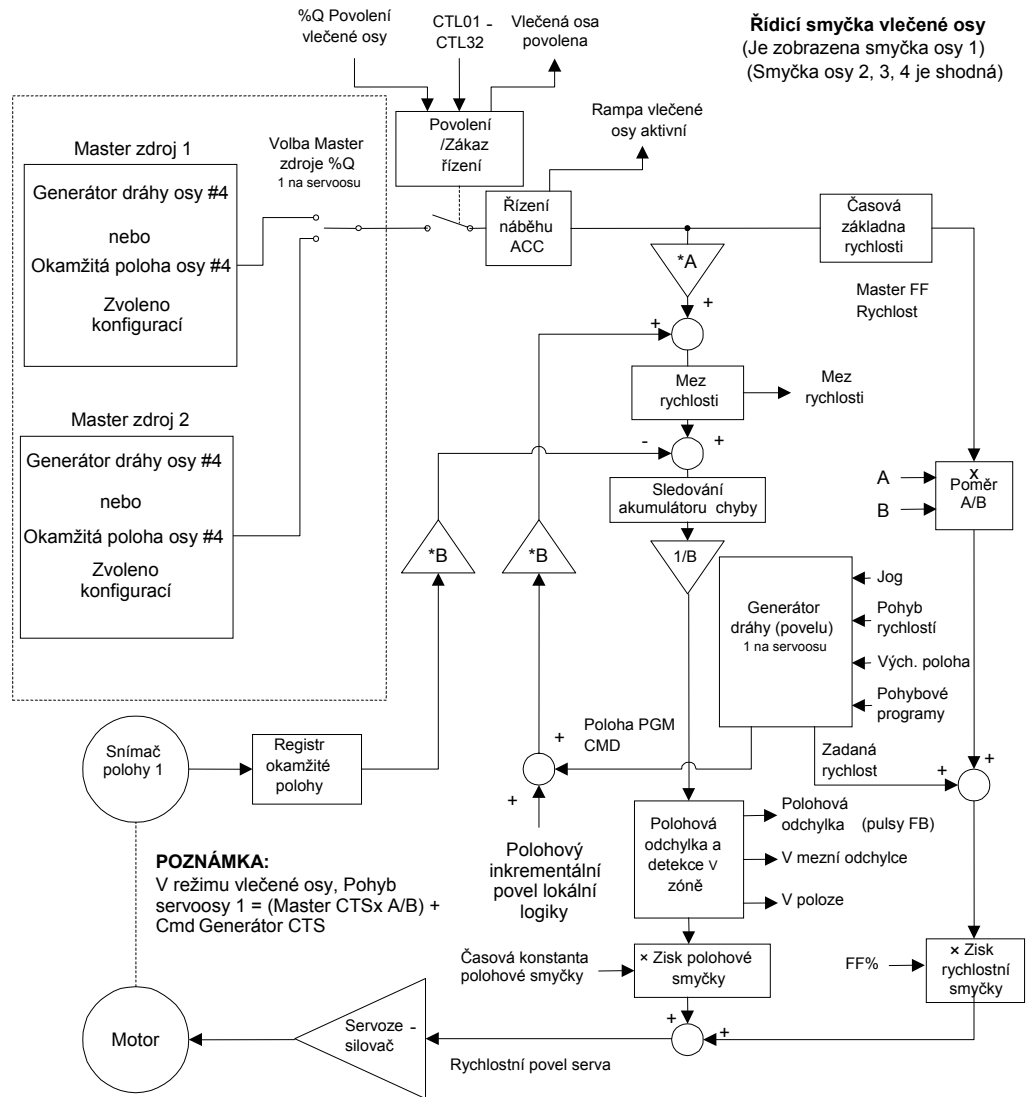 %Q Povolení
vlečené osy
CTL01 -
CTL32
Vlečená osa
povolena
Řídicí smyčka vlečené osy
(Je zobrazena smyčka osy 1)
(Smyčka osy 2, 3, 4 je shodná)
Povolení
/Zákaz
řízení
Rampa vlečené
osy aktivní
Master zdroj 1
Generátor dráhy osy #4
nebo
Okamžitá poloha osy #4
Zvoleno
konfigurací
Volba Master
zdroje %Q
1 na servoosu
Řízení
náběhu
ACC
Časová
základna
rychlosti
*A
Master FF
Rychlost
+
+
Mez
rychlosti
Mez
rychlosti
Master zdroj 2
Generátor dráhy osy #4
nebo
Okamžitá poloha osy #4
Zvoleno
konfigurací
-
+
Sledování
akumulátoru chyby
A
B
x
Poměr
A/B
*B
*B
1/B
Generátor
dráhy (povelu)
1 na servoosu
Jog
Pohyb
rychlostí
Vých. poloha
Pohybové
programy
Snímač
polohy 1
Registr
okamžité
polohy
+
Poloha PGM
CMD
+
Zadaná
rychlost
+
+
Polohový
inkrementální
povel lokální
logiky
Polohová
odchylka a
detekce v
zóně
Polohová
odchylka
(pulsy FB)
V mezní odchylce
V poloze
POZNÁMKA:
V režimu vlečené osy, Pohyb
servoosy 1 = (Master CTSx A/B) +
Cmd Generátor CTS
Časová konstanta
polohové smyčky
× Zisk polohové
smyčky
FF%
× Zisk
rychlostní
smyčky
Motor
Servoze -
silovač
Rychlostní povel serva
+
+